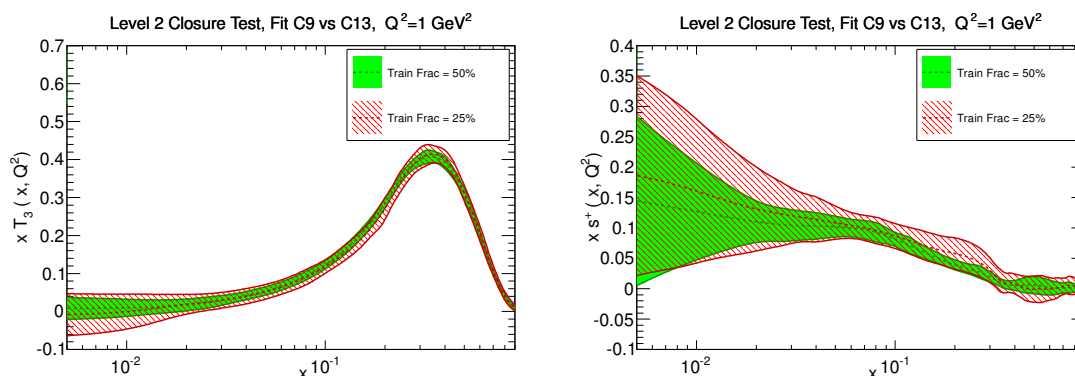 Level 2 Closure Test, Fit C9 vs C13, Q²=1 GeV²
0.7
0.6
0.5
0.4
0.3
0.2
0.1
0
-0.1
x T₃ ( x, Q²)
Train Frac = 50%
Train Frac = 25%
10⁻²
10⁻¹
x
Level 2 Closure Test, Fit C9 vs C13, Q²=1 GeV²
0.4
0.35
0.3
0.25
0.2
0.15
0.1
0.05
0
-0.05
-0.1
x s⁺ ( x, Q²)
Train Frac = 50%
Train Frac = 25%
10⁻²
10⁻¹
x